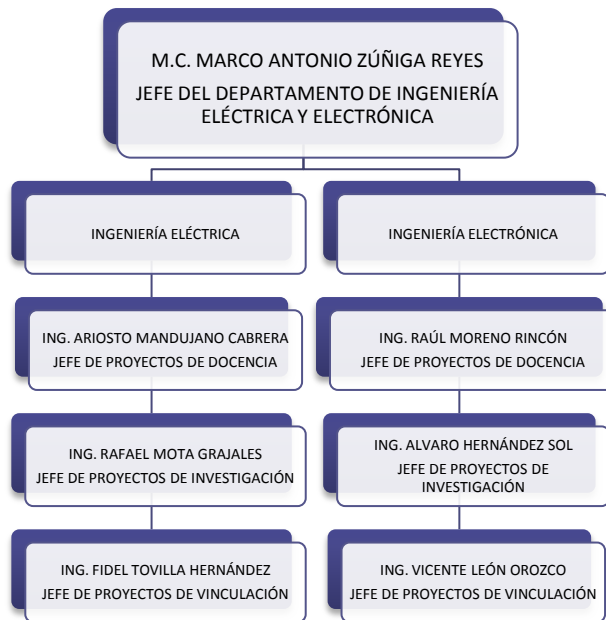 M.C. MARCO ANTONIO ZÚÑIGA REYES
JEFE DEL DEPARTAMENTO DE INGENIERÍA
ELÉCTRICA Y ELECTRÓNICA
INGENIERÍA ELÉCTRICA
ING. ARIOSTO MANDUJANO CABRERA
JEFE DE PROYECTOS DE DOCENCIA
ING. RAFAEL MOTA GRAJALES
JEFE DE PROYECTOS DE INVESTIGACIÓN
ING. FIDEL TOVILLA HERNÁNDEZ
JEFE DE PROYECTOS DE VINCULACIÓN
INGENIERÍA ELECTRÓNICA
ING. RAÚL MORENO RINCÓN
JEFE DE PROYECTOS DE DOCENCIA
ING. ALVARO HERNÁNDEZ SOL
JEFE DE PROYECTOS DE
INVESTIGACIÓN
ING. VICENTE LEÓN OROZCO
JEFE DE PROYECTOS DE VINCULACIÓN